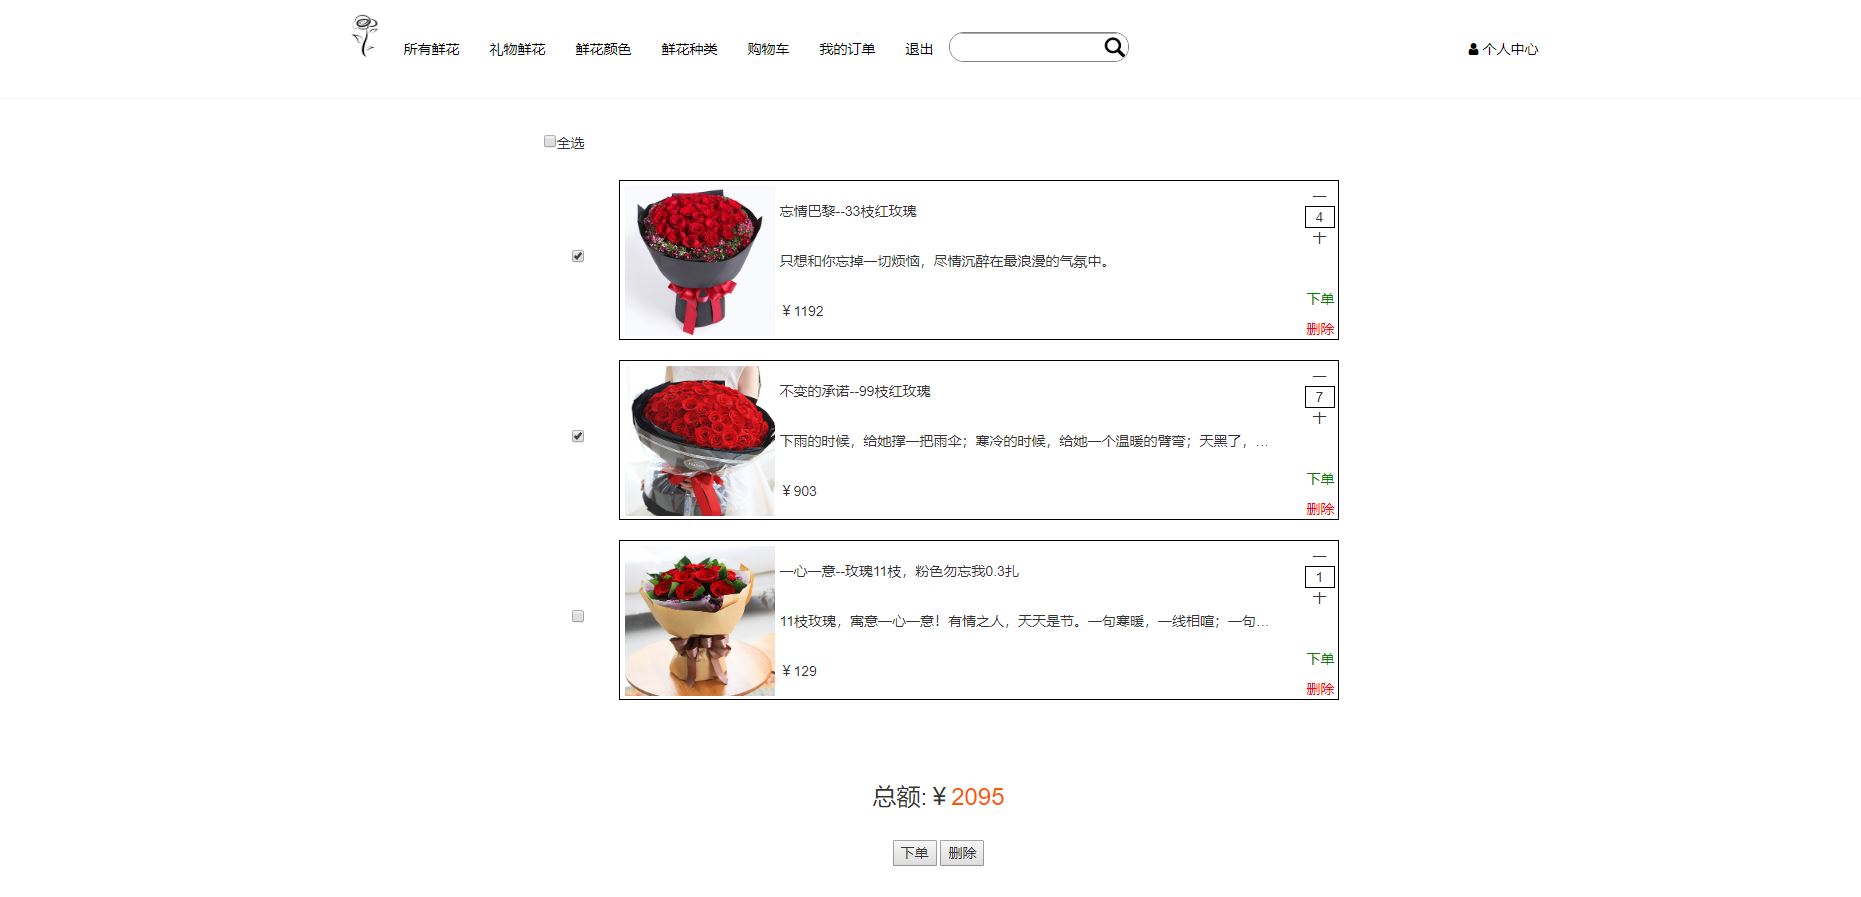 所有鲜花 礼物鲜花 鲜花颜色 鲜花种类 购物车 我的订单 退出 个人中心
全选
忘情巴黎--33枝红玫瑰
只想和你忘掉一切烦恼，尽情沉醉在最浪漫的气氛中。
￥1192
4
下单
删除
不变的承诺--99枝红玫瑰
下雨的时候，给她撑一把雨伞；寒冷的时候，给她一个温暖的臂弯；天黑了，...
￥903
7
下单
删除
一心一意--玫瑰11枝，粉色勿忘我0.3扎
11枝玫瑰，寓意一心一意！有情之人，天天是节。一句寒暖，一线相喧；一句...
￥129
1
下单
删除
总额:￥2095
下单 删除